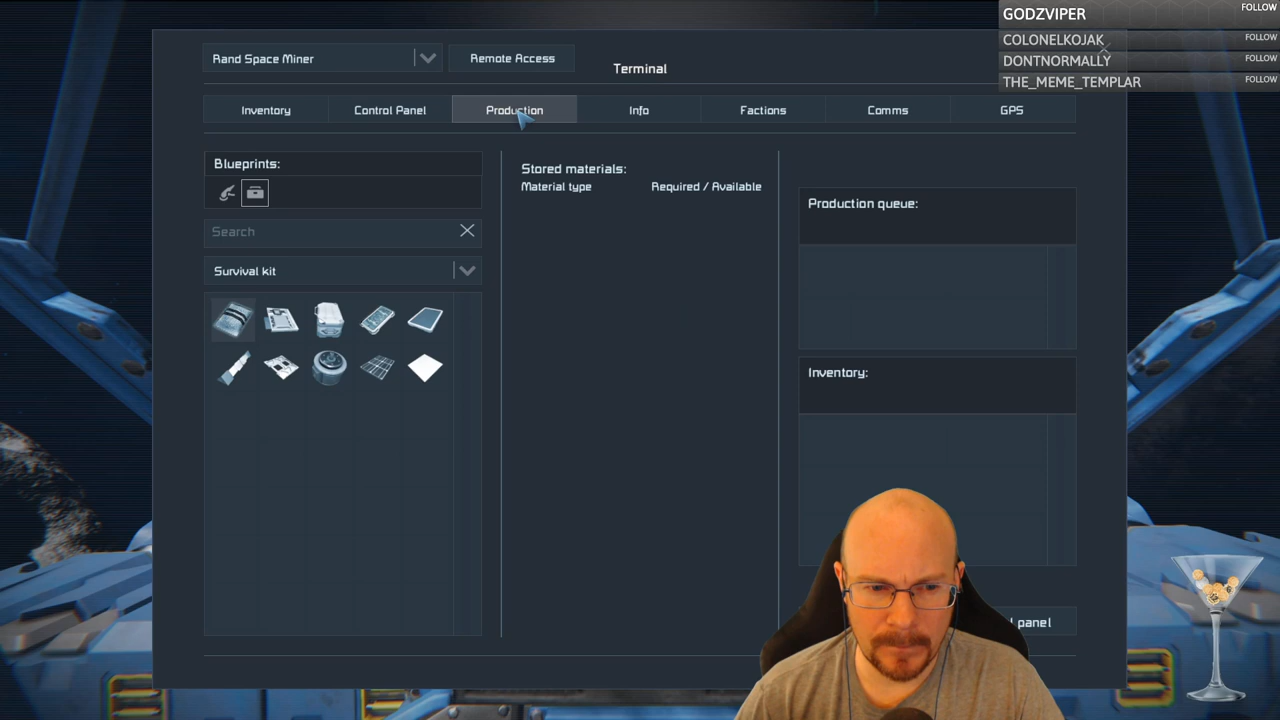 GODZVIPER FOLLOW
COLONELKOJAK FOLLOW
DONTNORMALLY FOLLOW
THE_MEME_TEMPLAR FOLLOW
Rand Space Miner
Remote Access
Terminal
Inventory
Control Panel
Production
Info
Factions
Comms
GPS
Blueprints:
Search
Survival kit
Stored materials:
Material type Required / Available
Production queue:
Inventory:
panel